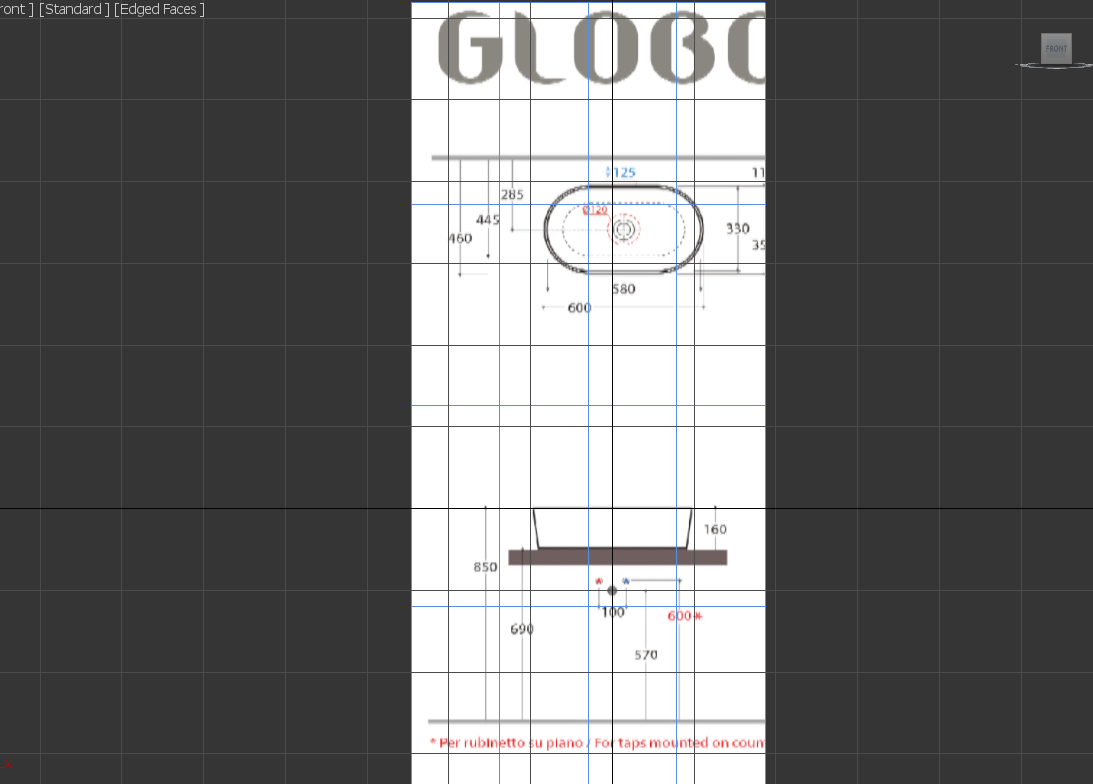 ront ] [Standard ] [Edged Faces ]
FRONT
GLOBO
125
11
285
Ø120
445
330
460
35
580
600
160
850
100
600*
690
570
* Per rubinetto su piano / For taps mounted on coun
x